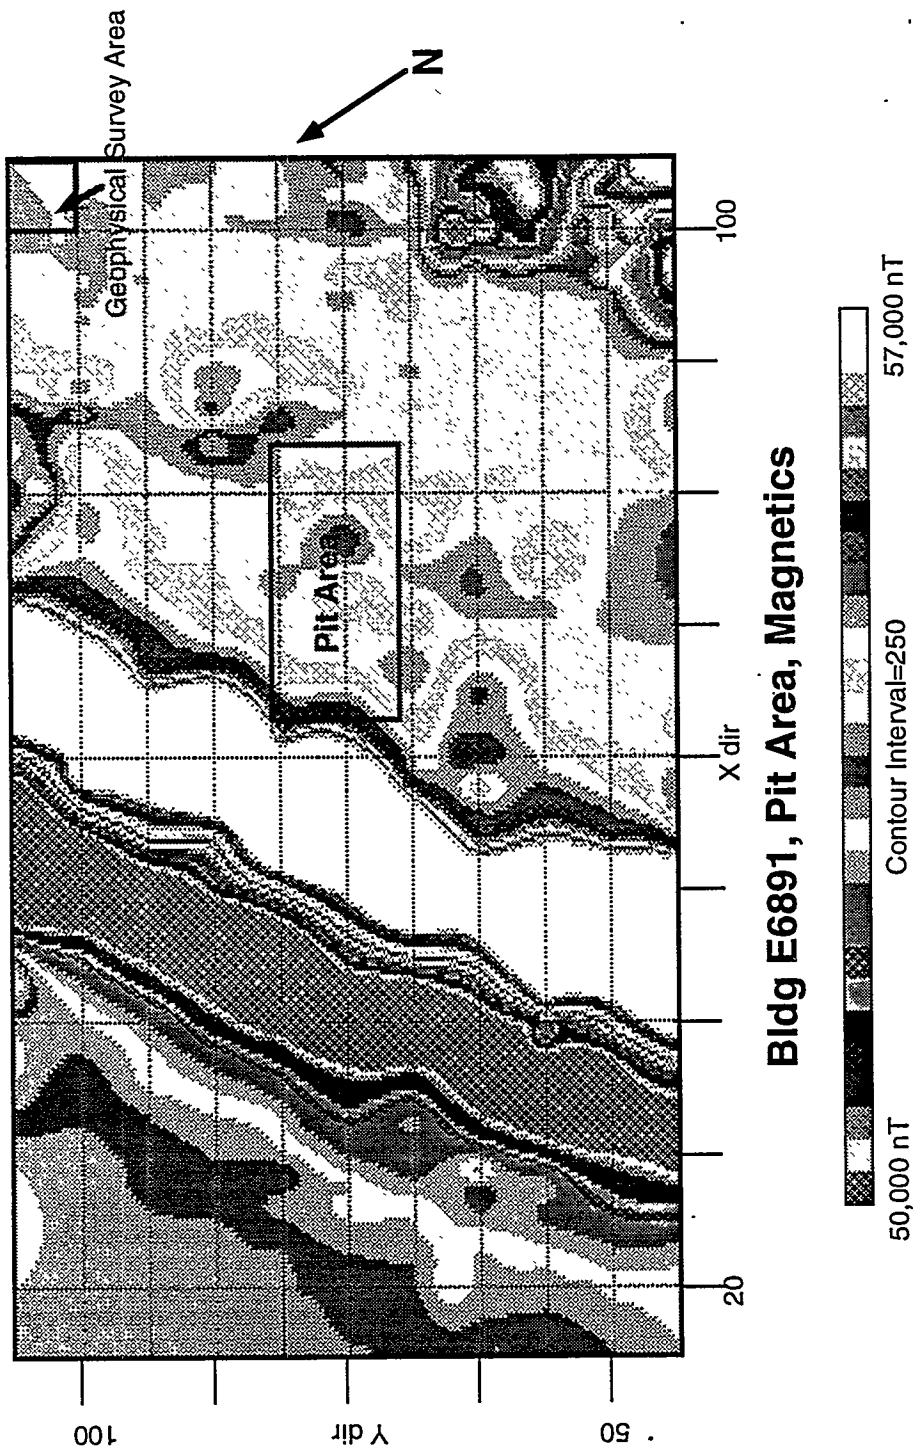 Geophysical Survey Area
N
100
Y dir
50
Pit Area
20
X dir
100
Bldg E6891, Pit Area, Magnetics
50,000 nT
Contour Interval=250
57,000 nT